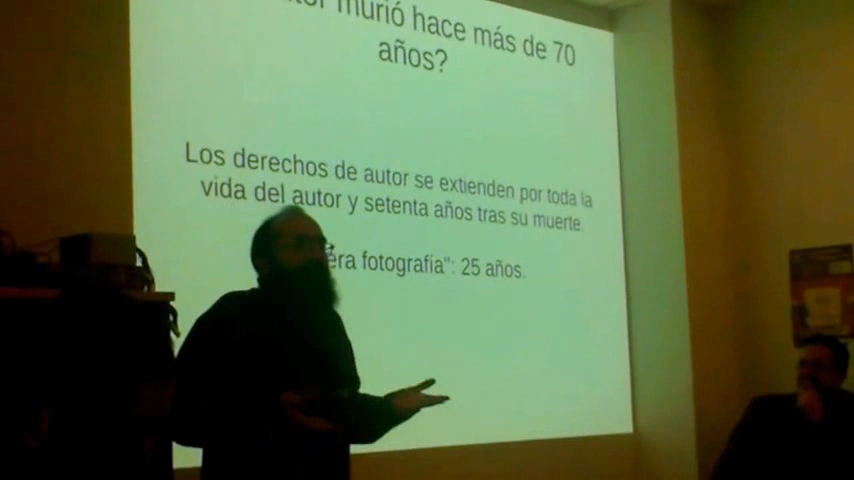 murió hace más de 70
años?
Los derechos de autor se extienden por toda la
vida del autor y setenta años tras su muerte.
fotografía": 25 años.